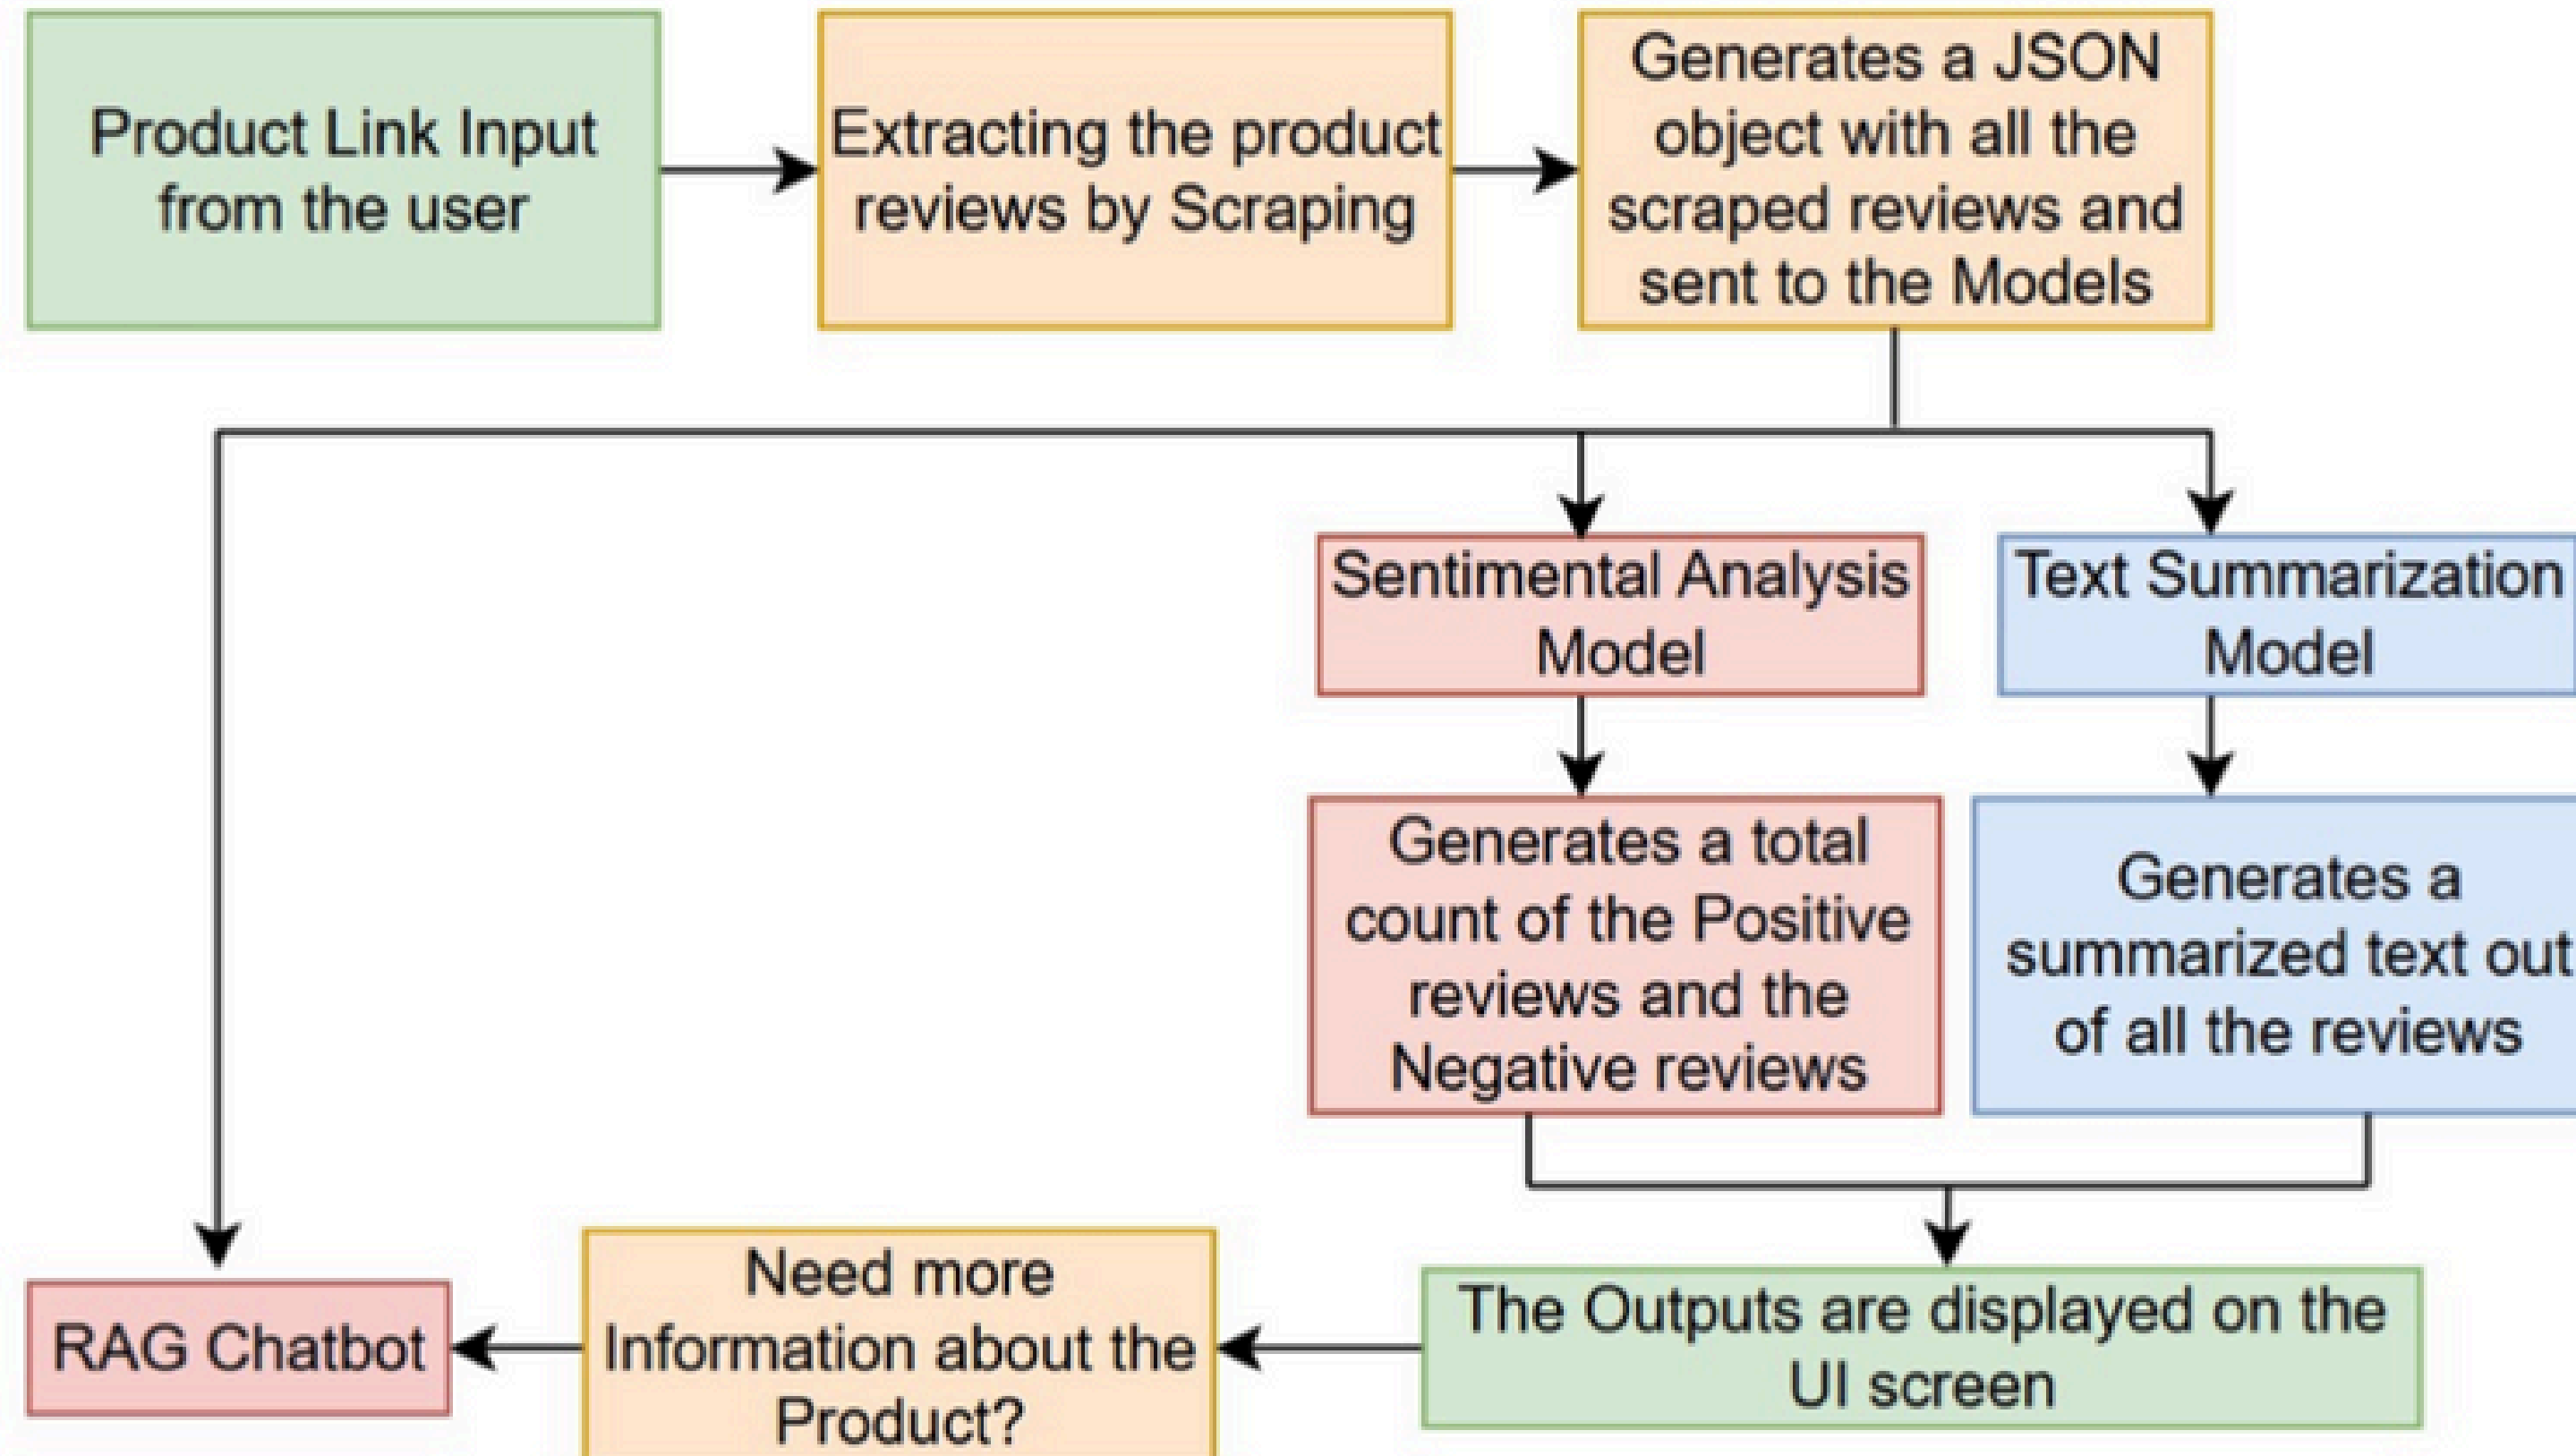 Product Link Input
from the user
Extracting the product
reviews by Scraping
Generates a JSON
object with all the
scraped reviews and
sent to the Models
Sentimental Analysis
Model
Text Summarization
Model
Generates a total
count of the Positive
reviews and the
Negative reviews
Generates a
summarized text out
of all the reviews
RAG Chatbot
Need more
Information about the
Product?
The Outputs are displayed on the
UI screen